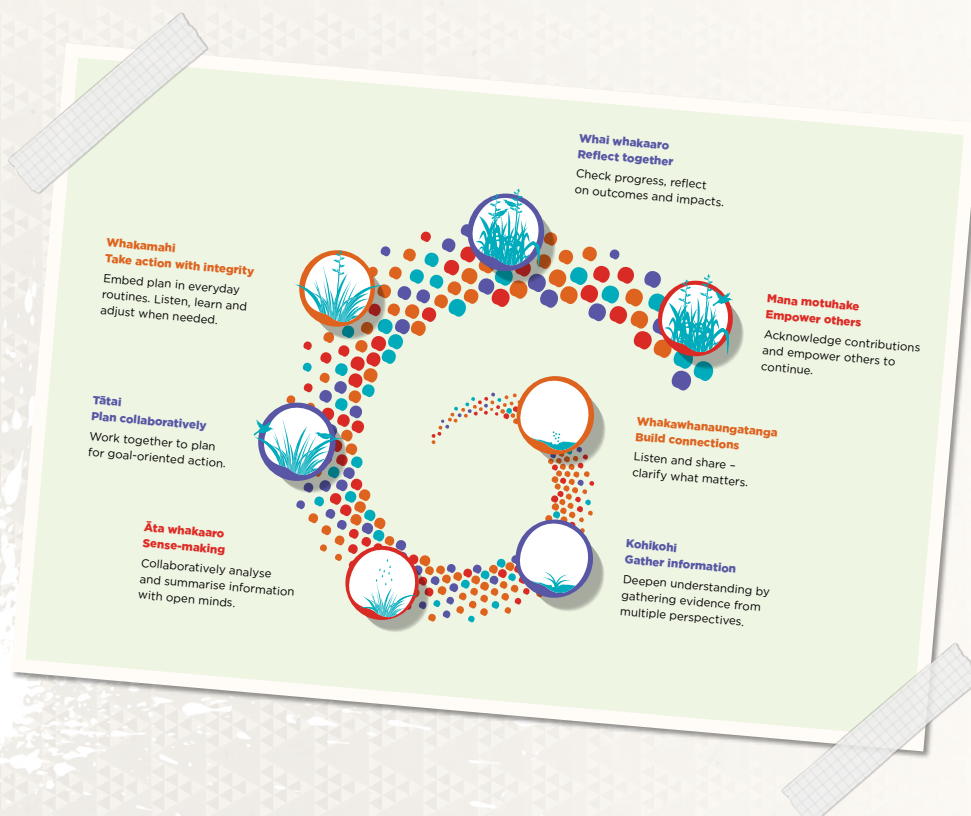 Whai whakaaro
Reflect together
Check progress, reflect
on outcomes and impacts.
Whakamahi
Take action with integrity
Embed plan in everyday
routines. Listen, learn and
adjust when needed.
Mana motuhake
Empower others
Acknowledge contributions
and empower others to
continue.
Tātai
Plan collaboratively
Work together to plan
for goal-oriented action.
Whakawhanaungatanga
Build connections
Listen and share –
clarify what matters.
Āta whakaaro
Sense-making
Collaboratively analyse
and summarise information
with open minds.
Kohikohi
Gather information
Deepen understanding by
gathering evidence from
multiple perspectives.